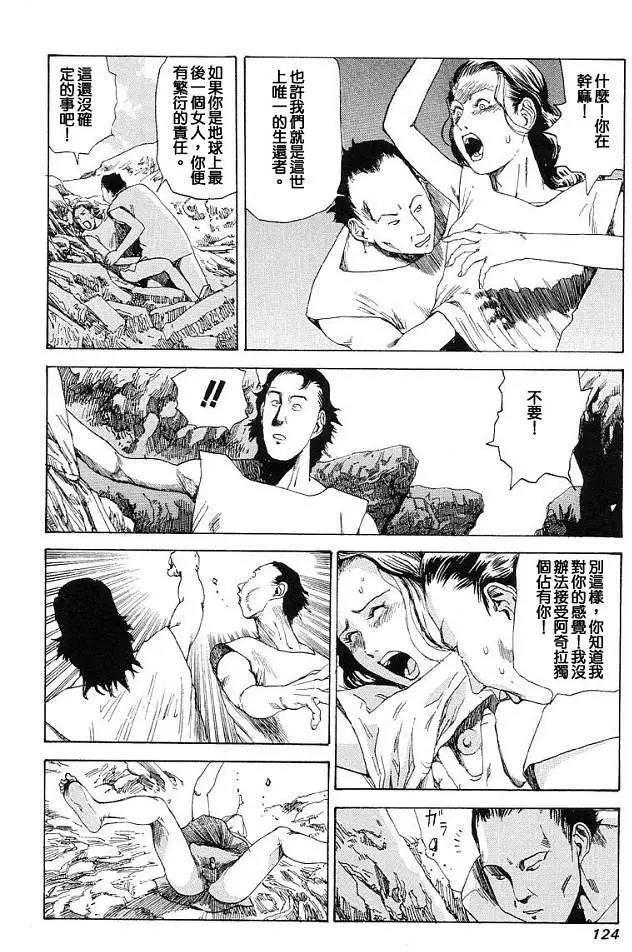 什麼！你在
幹麻！
也許我們就是這世
上唯一的生還者。
如果你是地球上最
後一個女人，你便
有繁衍的責任。
這還沒確
定的事吧！
不要！
!!
別這樣，你知道我
對你的感覺！我沒
辦法接受阿奇拉獨
個佔有你！
ガラ
124